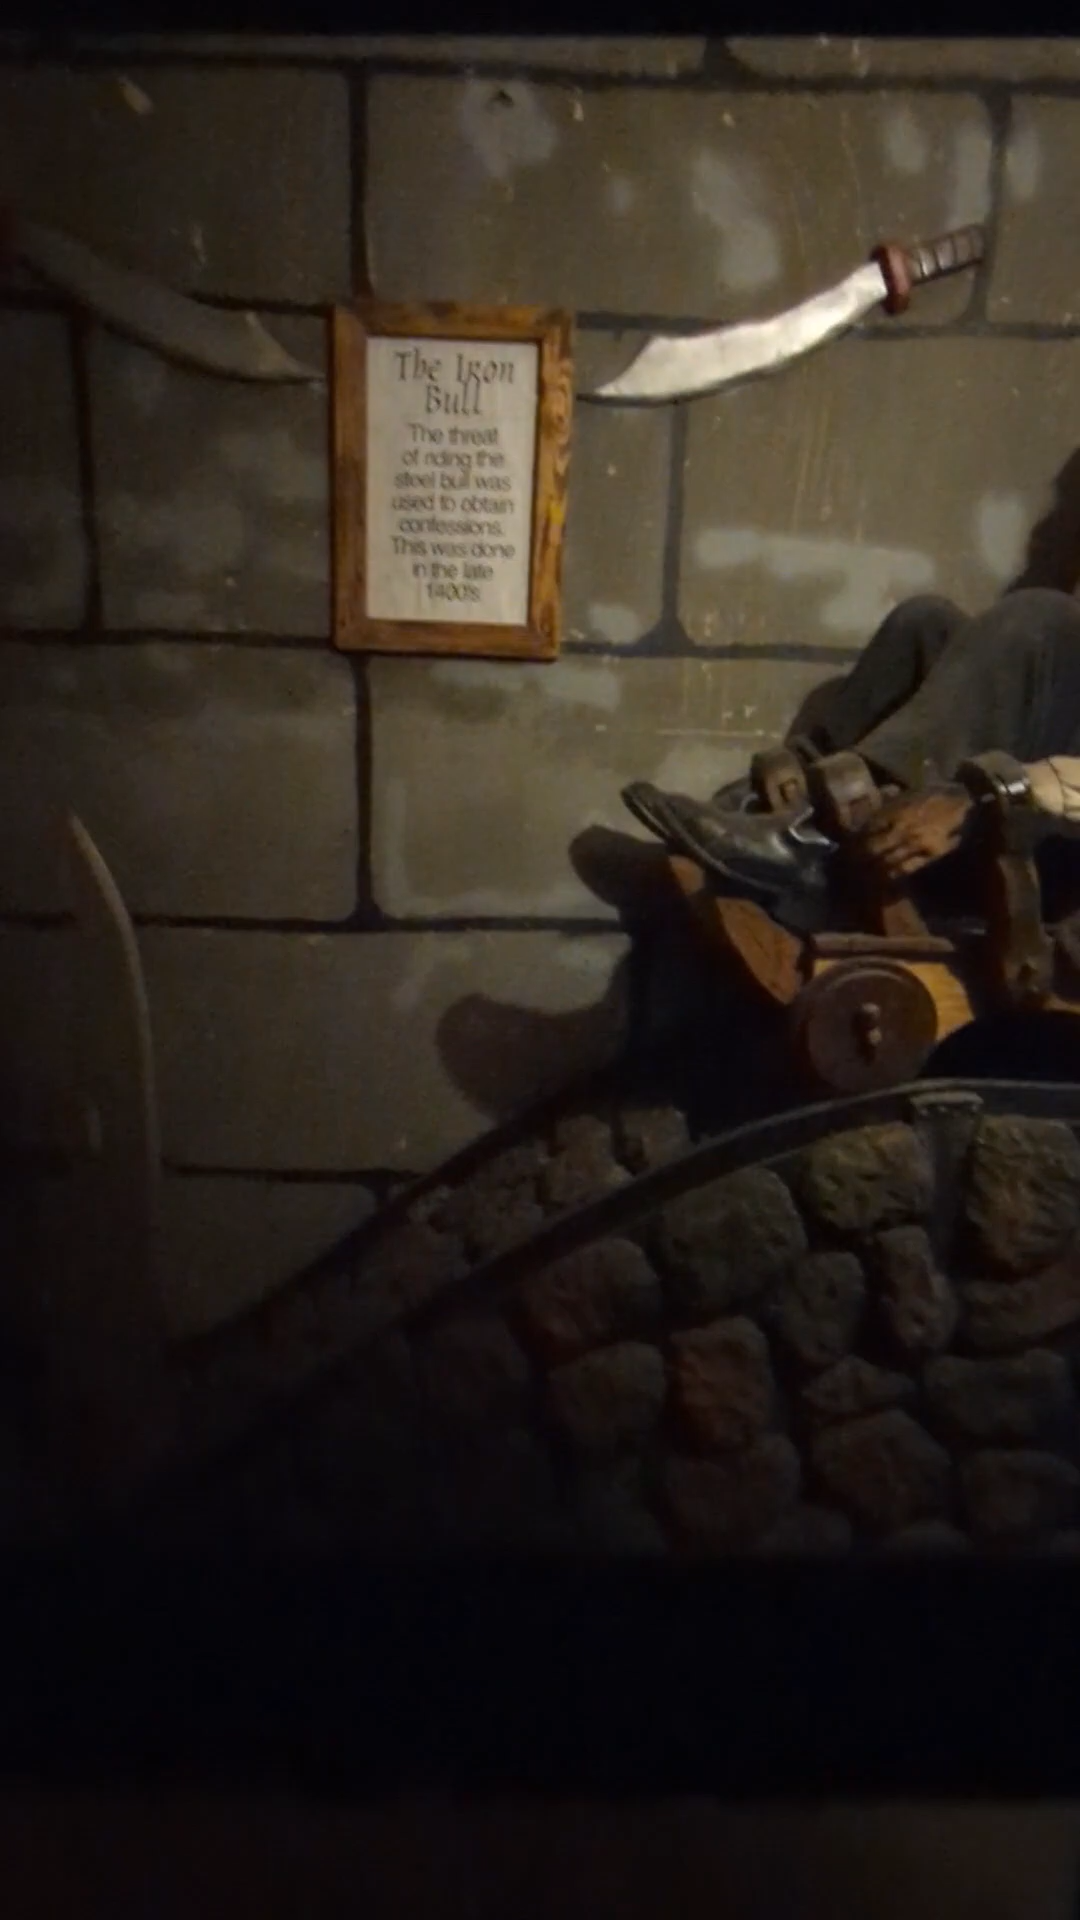 The Iron
Bull
The threat
of riding the
steel bull was
used to obtain
confessions.
This was done
in the late
1400's